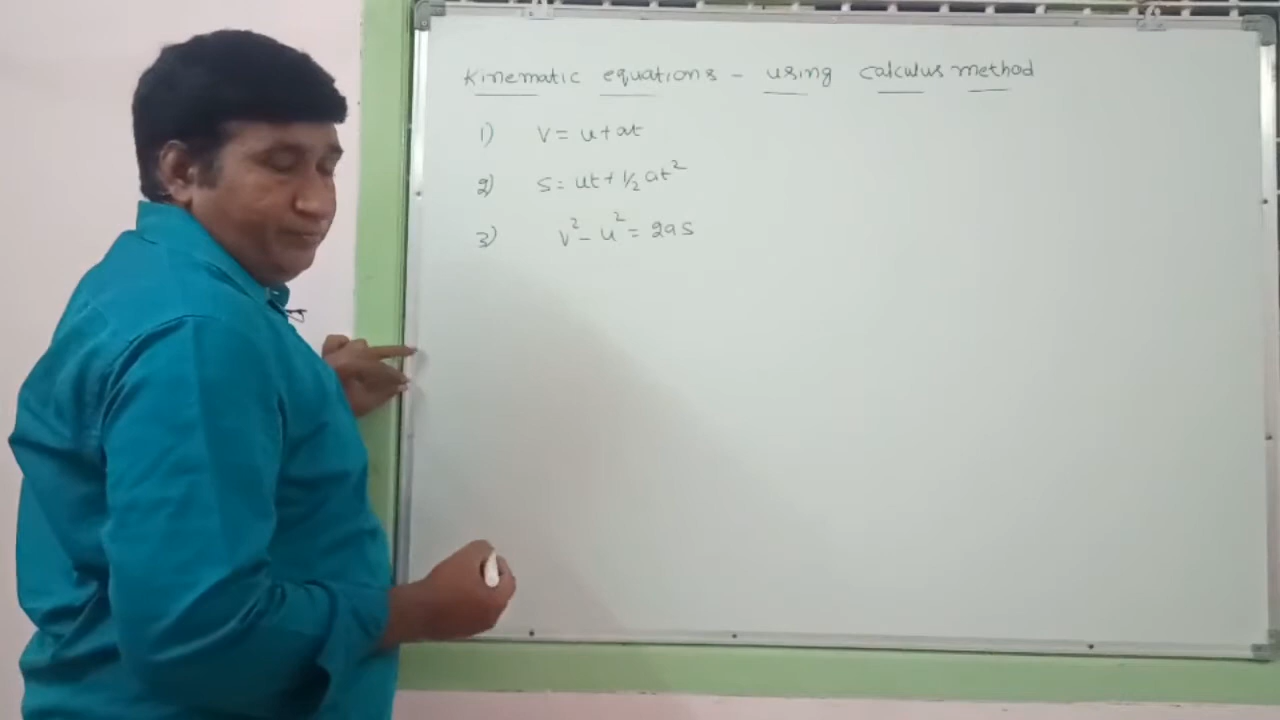 Kinematic equations - using calculus method
1) v = u + at
2) s = ut + ½ at²
3) v² - u² = 2as